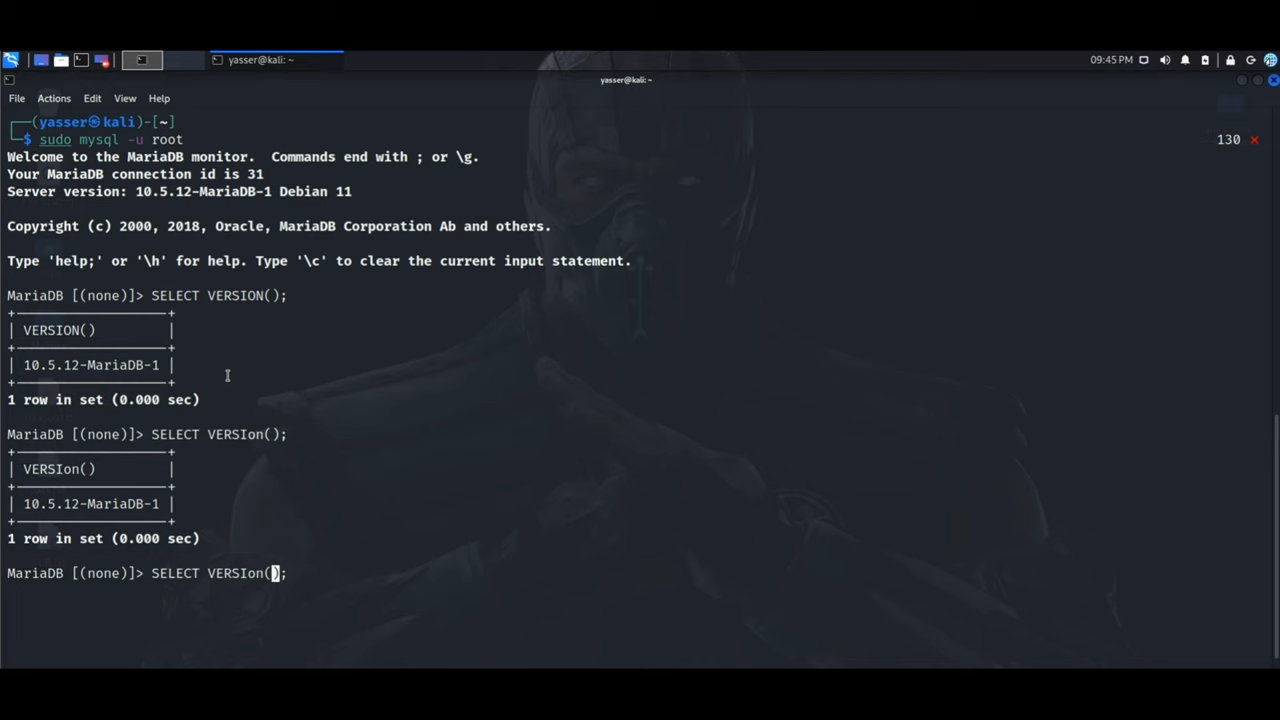 yasser@kali: ~
09:45 PM
yasser@kali: ~
File Actions Edit View Help
┌──(yasser㉿kali)-[~]
└─$ sudo mysql -u root
130 ✗
Welcome to the MariaDB monitor.  Commands end with ; or \g.
Your MariaDB connection id is 31
Server version: 10.5.12-MariaDB-1 Debian 11
Copyright (c) 2000, 2018, Oracle, MariaDB Corporation Ab and others.
Type 'help;' or '\h' for help. Type '\c' to clear the current input statement.
MariaDB [(none)]> SELECT VERSION();
+-------------------+
| VERSION()         |
+-------------------+
| 10.5.12-MariaDB-1 |
+-------------------+
1 row in set (0.000 sec)
MariaDB [(none)]> SELECT VERSIon();
+-------------------+
| VERSIon()         |
+-------------------+
| 10.5.12-MariaDB-1 |
+-------------------+
1 row in set (0.000 sec)
MariaDB [(none)]> SELECT VERSIon();